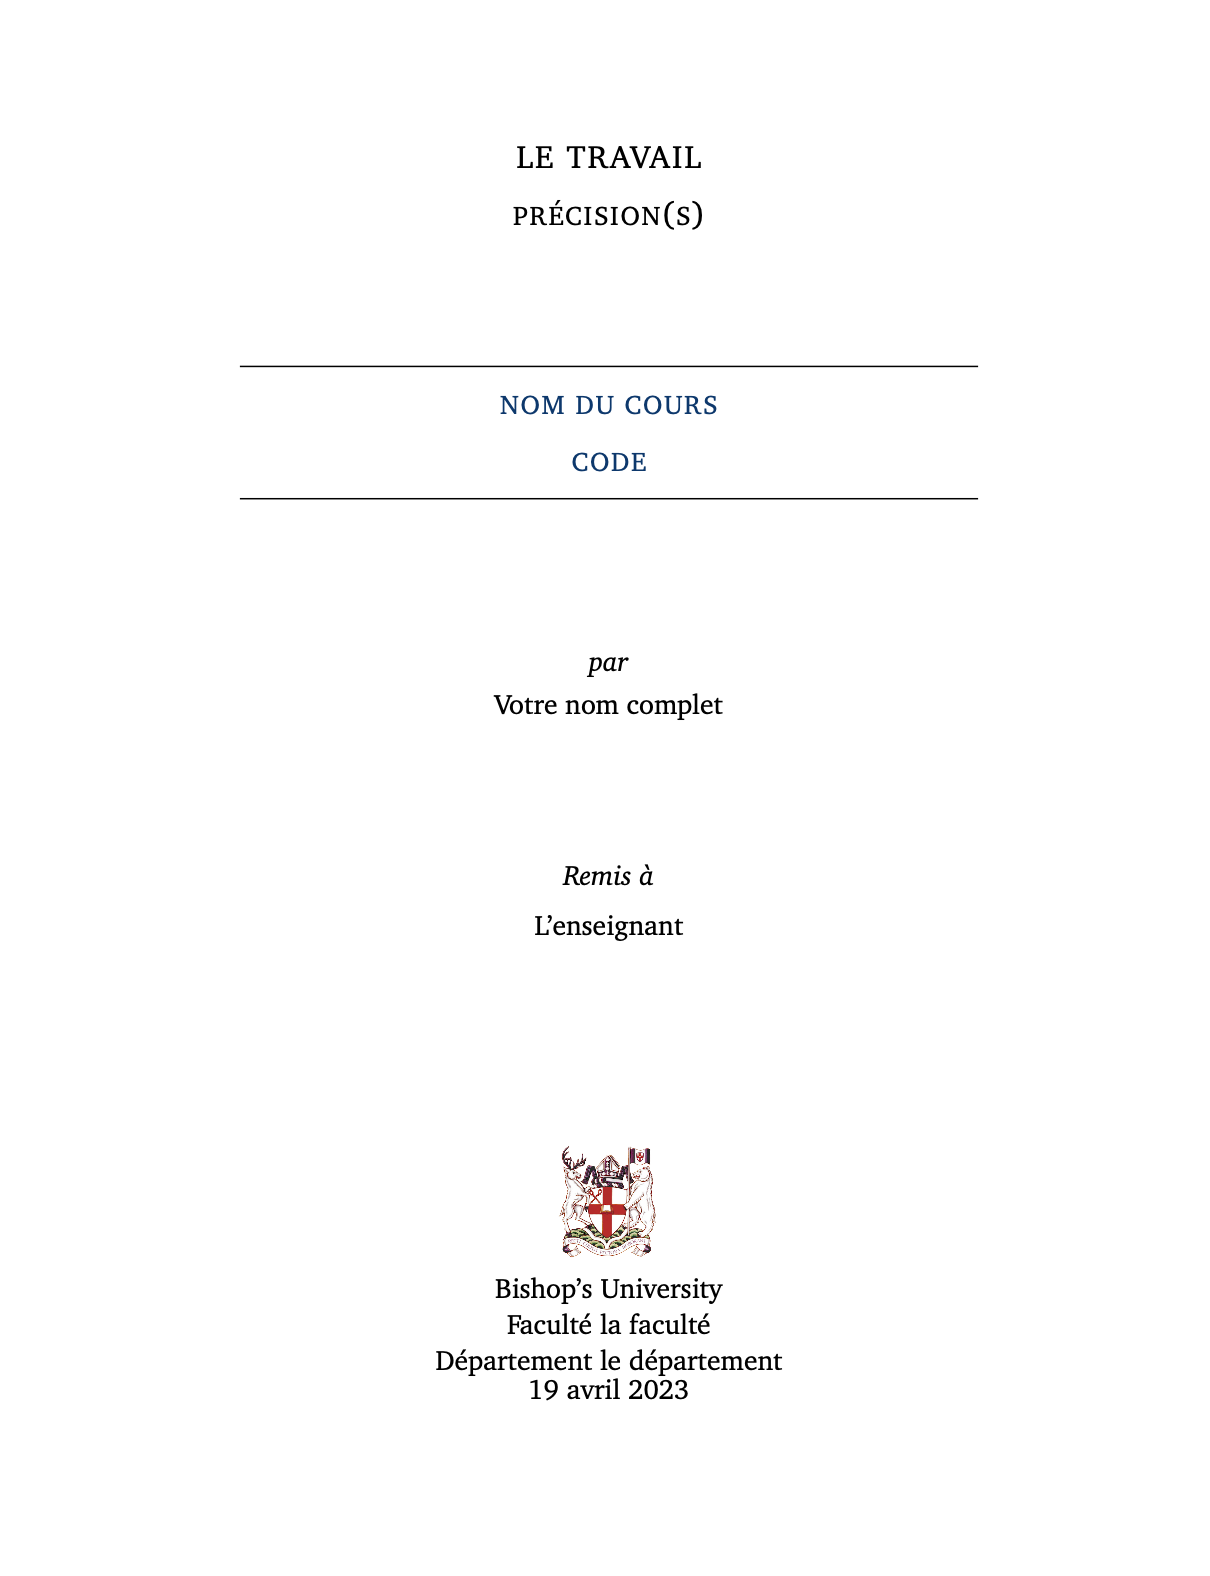 LE TRAVAIL
PRÉCISION(S)
NOM DU COURS
CODE
par
Votre nom complet
Remis à
L’enseignant
Bishop’s University
Faculté la faculté
Département le département
19 avril 2023